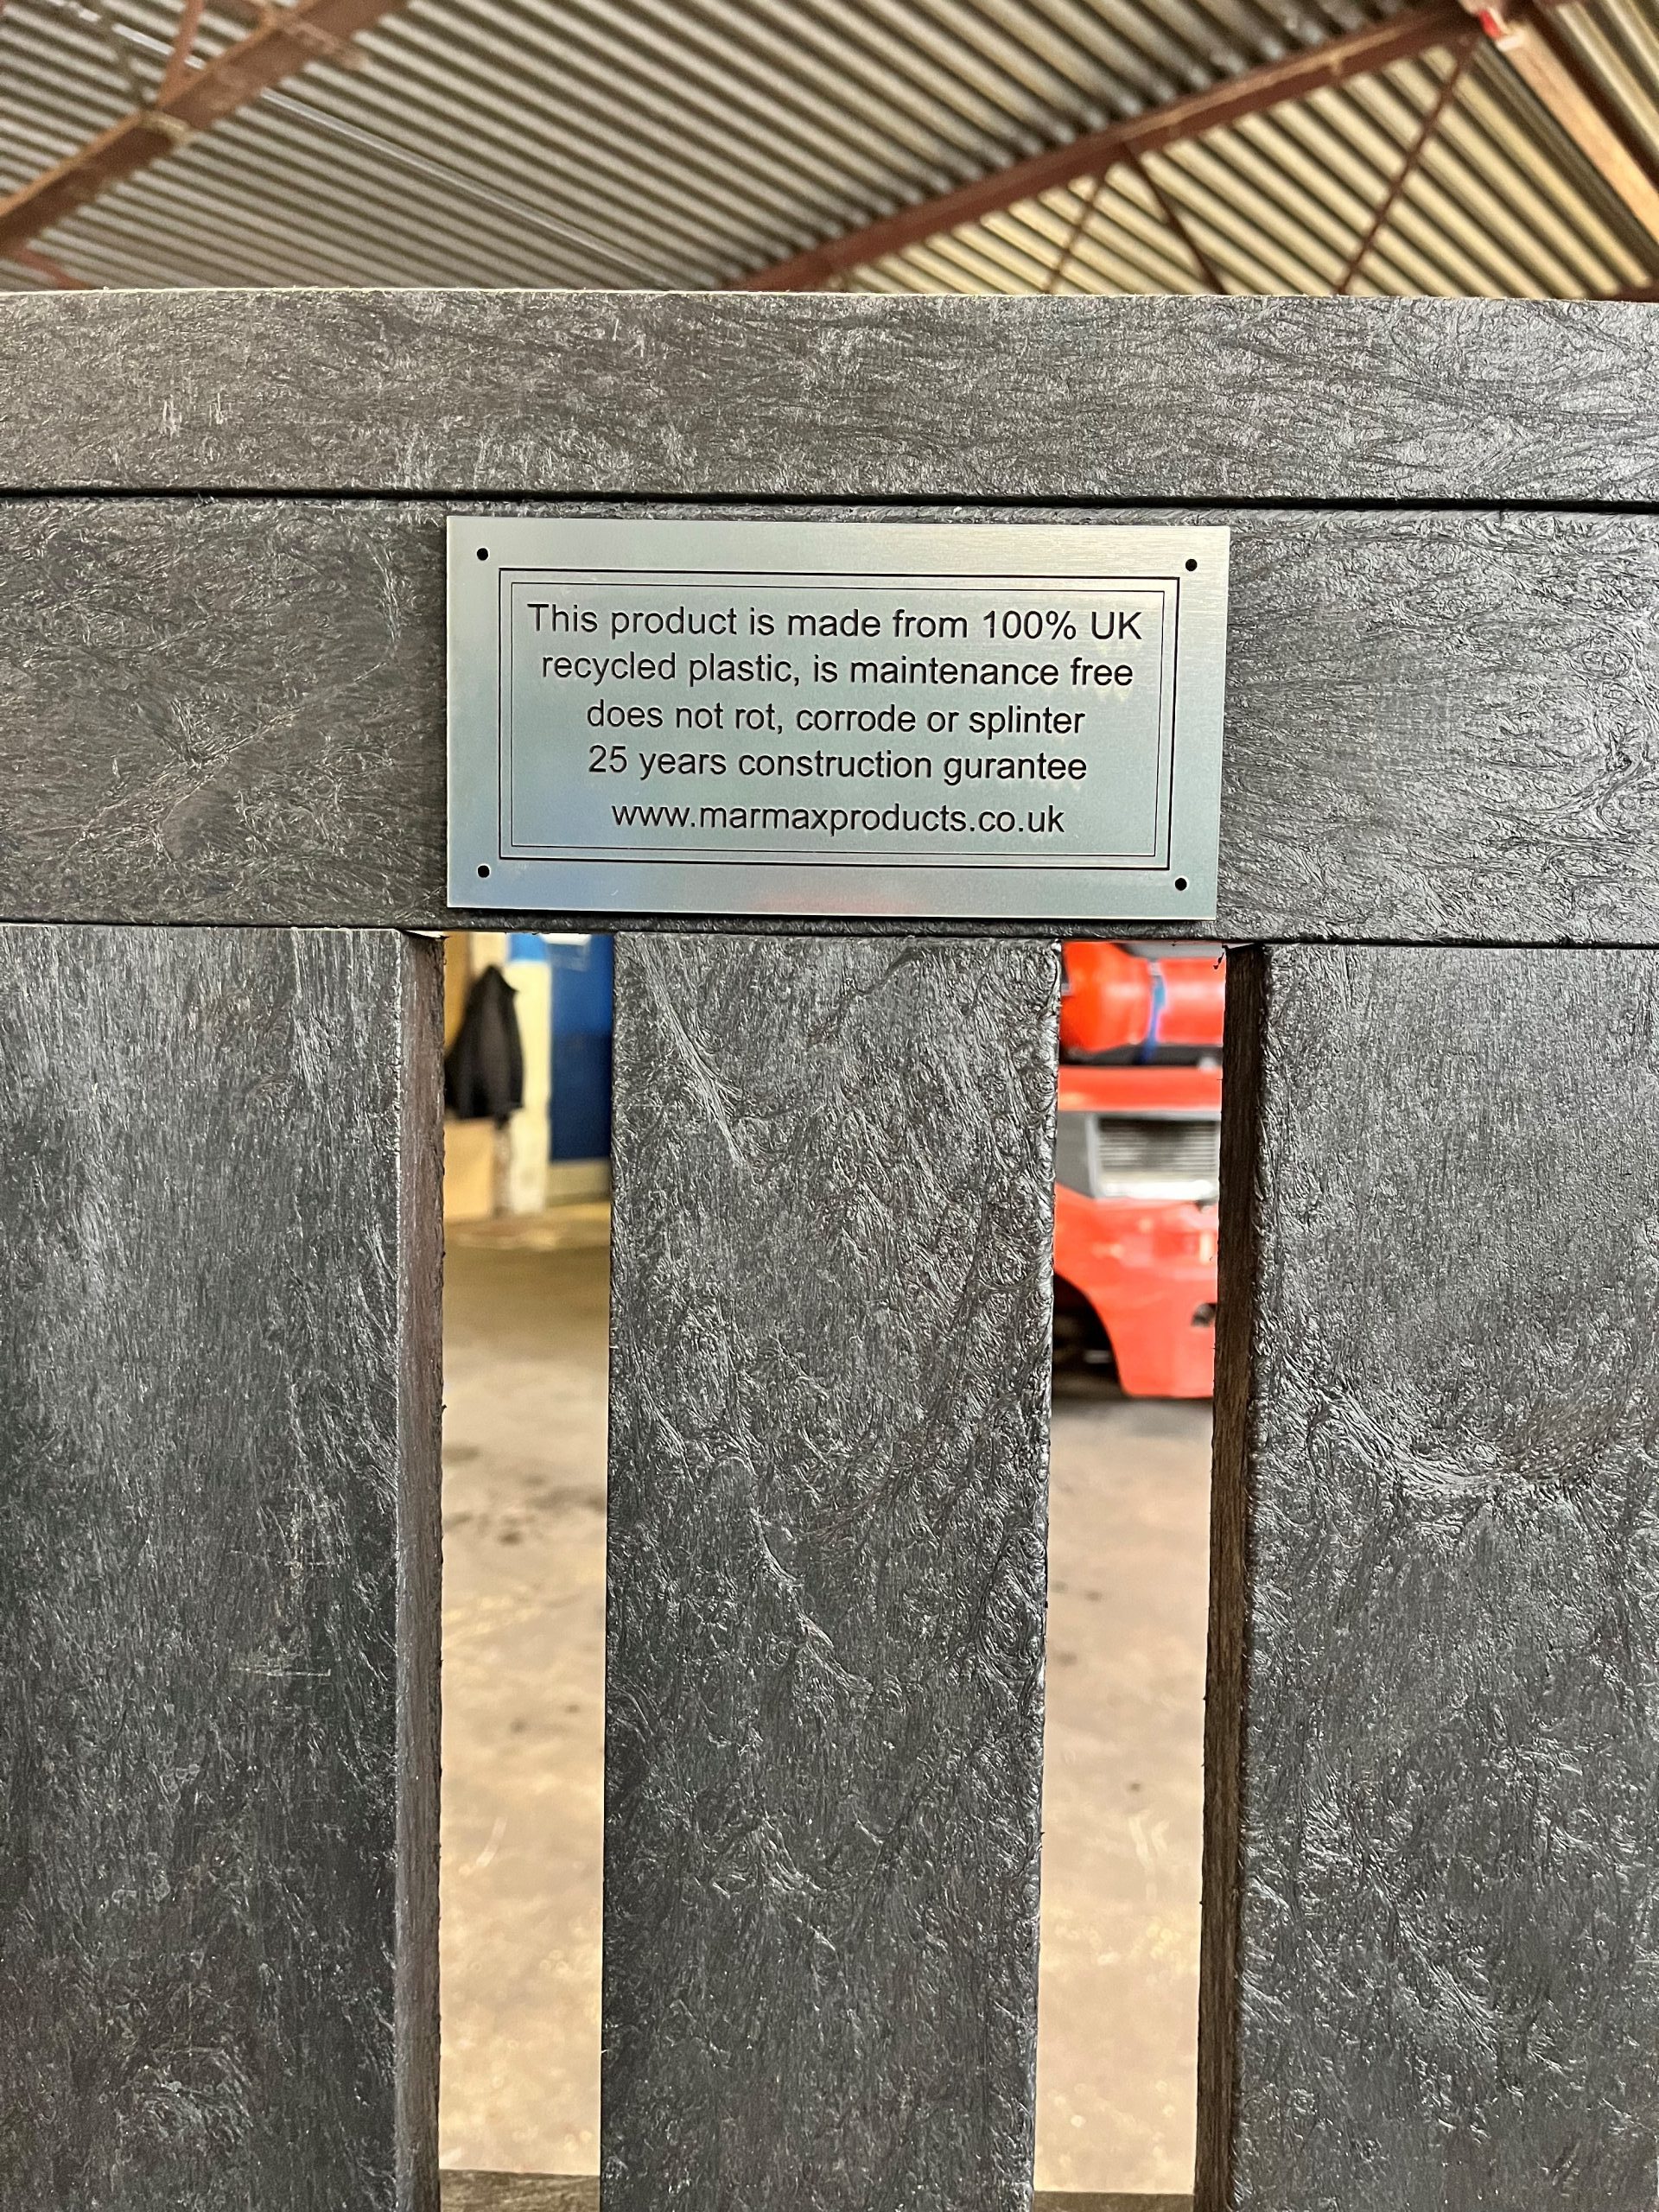 This product is made from 100% UK
recycled plastic, is maintenance free
does not rot, corrode or splinter
25 years construction gurantee
www.marmaxproducts.co.uk